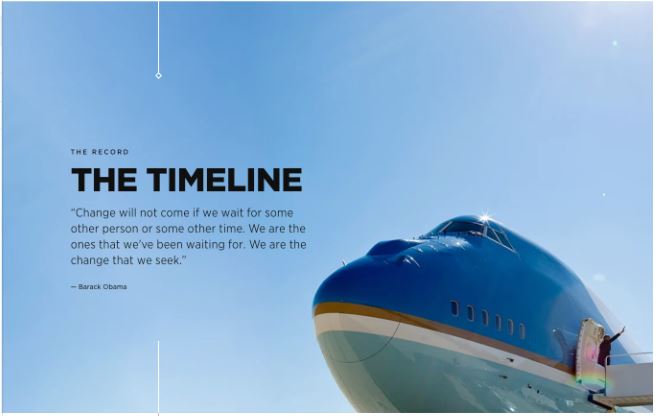 THE RECORD
THE TIMELINE
“Change will not come if we wait for some
other person or some other time. We are the
ones that we've been waiting for. We are the
change that we seek.”
— Barack Obama